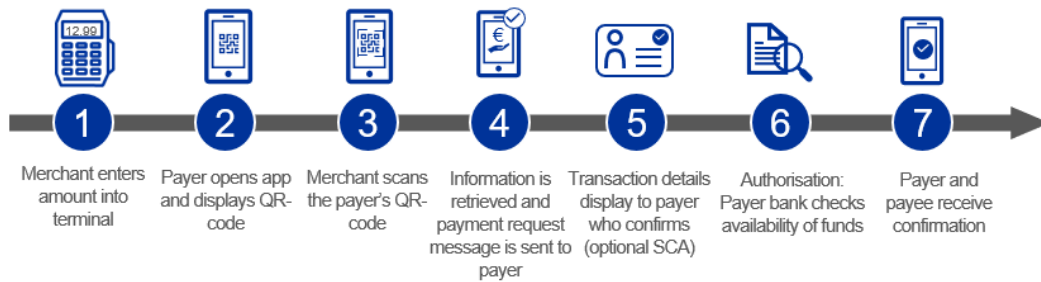 12.99
€
1
2
3
4
5
6
7
Merchant enters
amount into
terminal
Payer opens app
and displays QR-
code
Merchant scans
the payer's QR-
code
Information is
retrieved and
payment request
message is sent to
payer
Transaction details
display to payer
who confirms
(optional SCA)
Authorisation:
Payer bank checks
availability of funds
Payer and
payee receive
confirmation